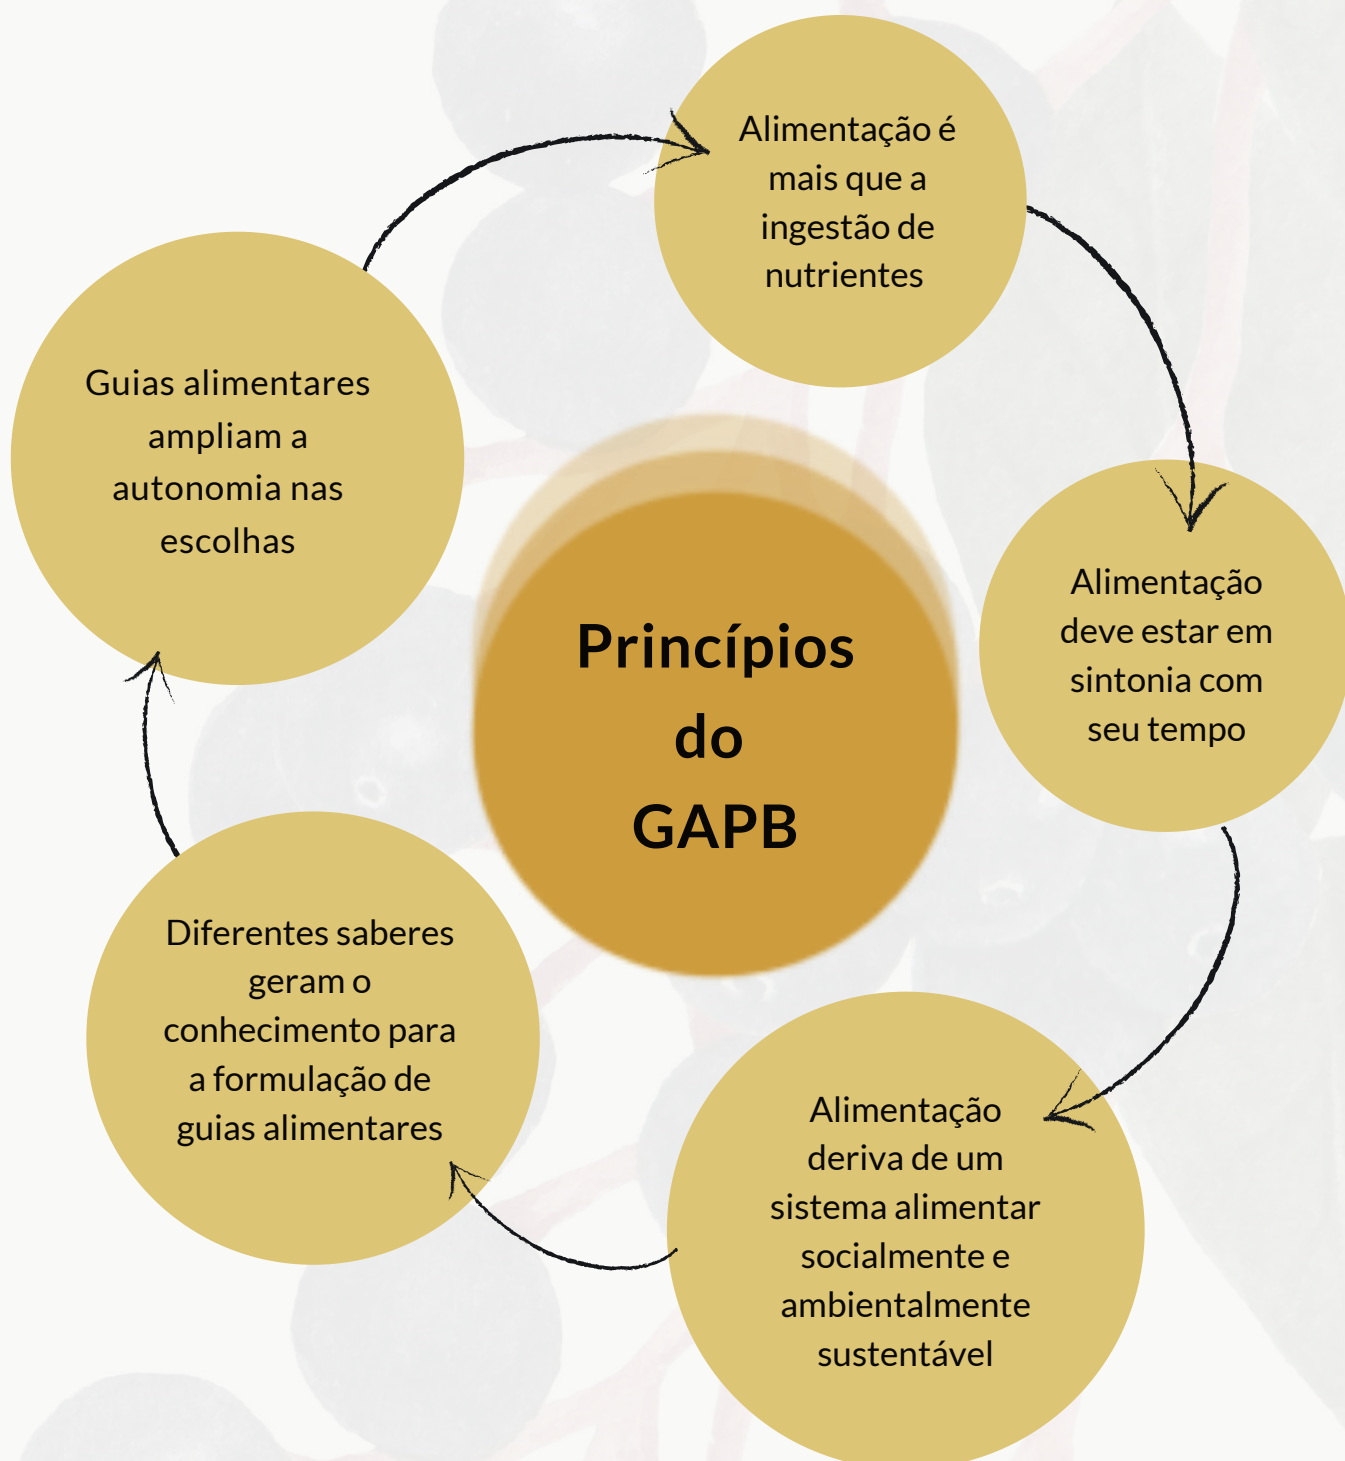 Alimentação é
mais que a
ingestão de
nutrientes
Guias alimentares
ampliam a
autonomia nas
escolhas
Princípios
do
GAPB
Alimentação
deve estar em
sintonia com
seu tempo
Diferentes saberes
geram o
conhecimento para
a formulação de
guias alimentares
Alimentação
deriva de um
sistema alimentar
socialmente e
ambientalmente
sustentável